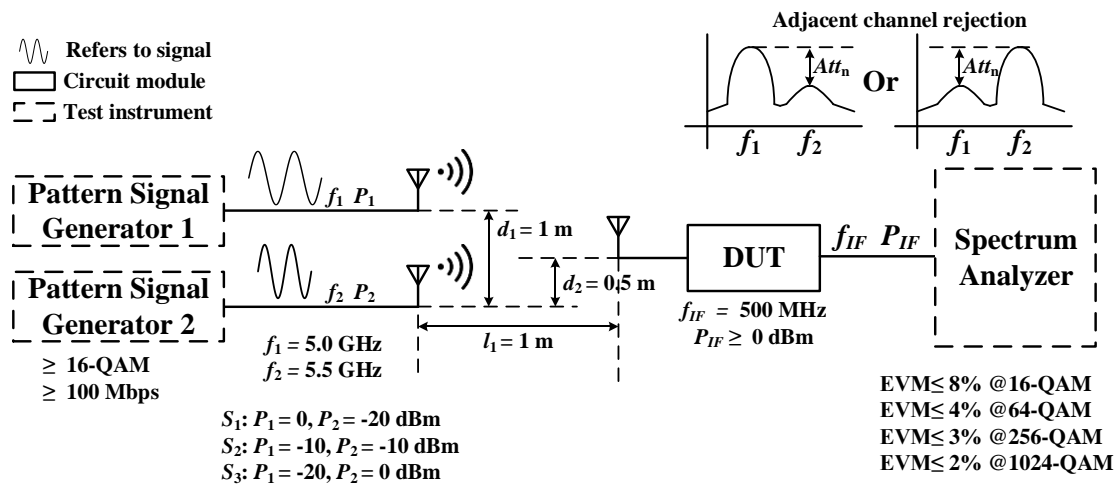 Adjacent channel rejection
Refers to signal
Circuit module
Test instrument
Att_n
Or
Att_n
f_1 f_2
f_1 f_2
Pattern Signal
Generator 1
f_1 P_1
d_1 = 1 m
Pattern Signal
Generator 2
f_2 P_2
d_2 = 0.5 m
DUT
f_IF P_IF
Spectrum
Analyzer
f_IF = 500 MHz
P_IF ≥ 0 dBm
l_1 = 1 m
≥ 16-QAM
≥ 100 Mbps
f_1 = 5.0 GHz
f_2 = 5.5 GHz
S_1: P_1 = 0, P_2 = -20 dBm
S_2: P_1 = -10, P_2 = -10 dBm
S_3: P_1 = -20, P_2 = 0 dBm
EVM≤ 8% @16-QAM
EVM≤ 4% @64-QAM
EVM≤ 3% @256-QAM
EVM≤ 2% @1024-QAM